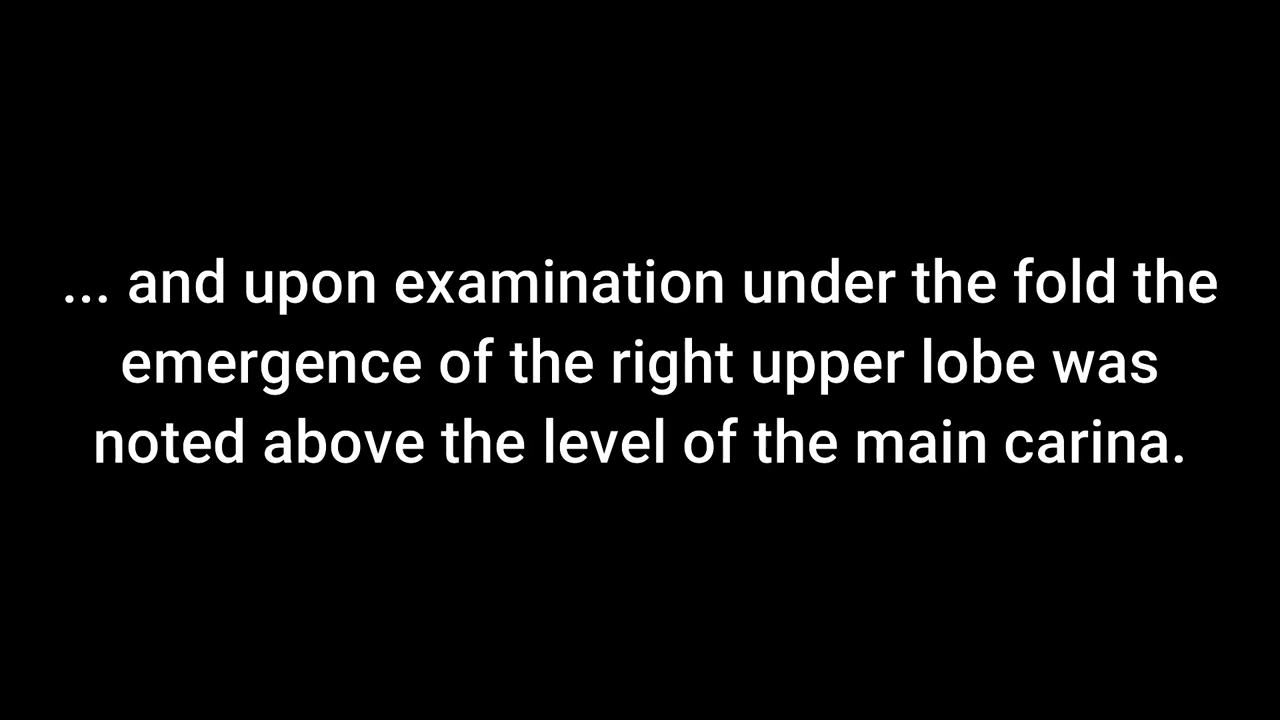 ... and upon examination under the fold the
emergence of the right upper lobe was
noted above the level of the main carina.